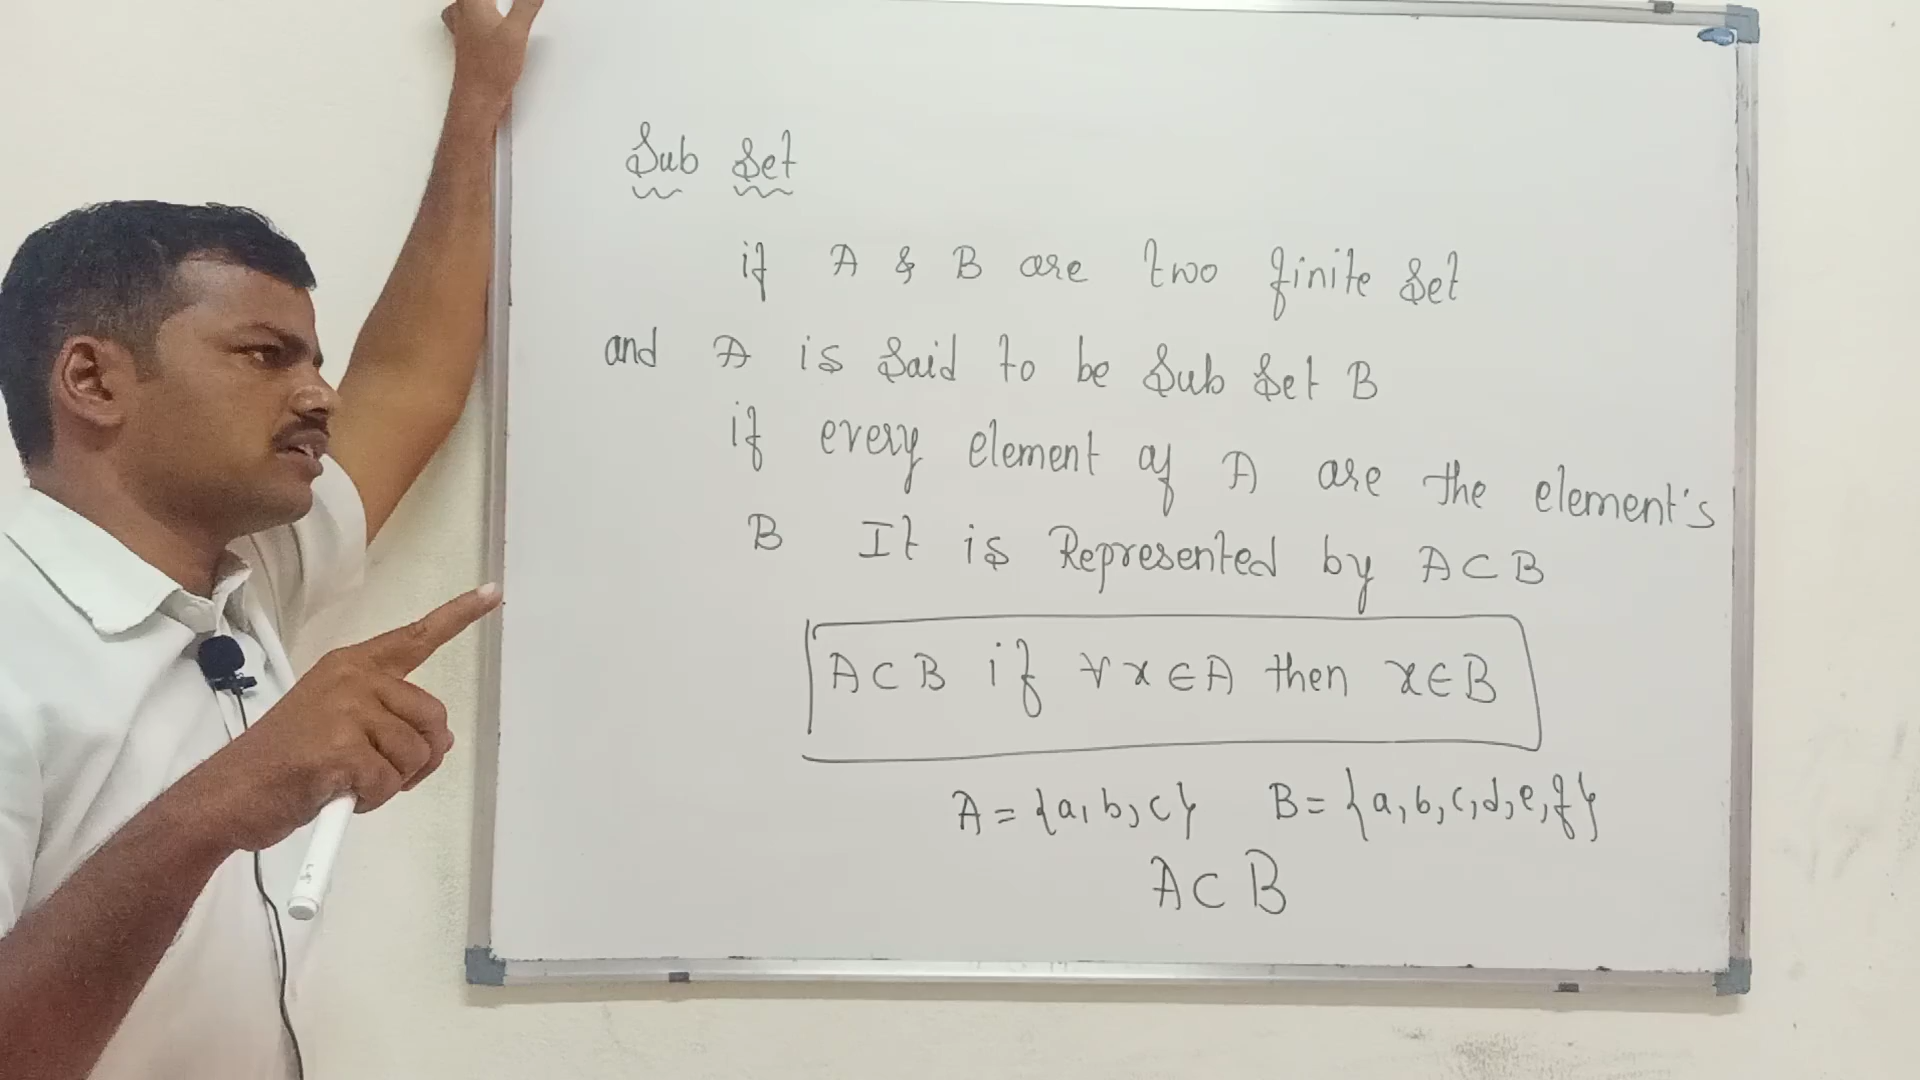 Sub Set
if A & B are two finite Set
and A is Said to be Sub Set B
if every element of A are the element's
B It is Represented by A⊂B
A⊂B if ∀x∈A then x∈B
A={a,b,c} B={a,b,c,d,e,f}
A⊂B